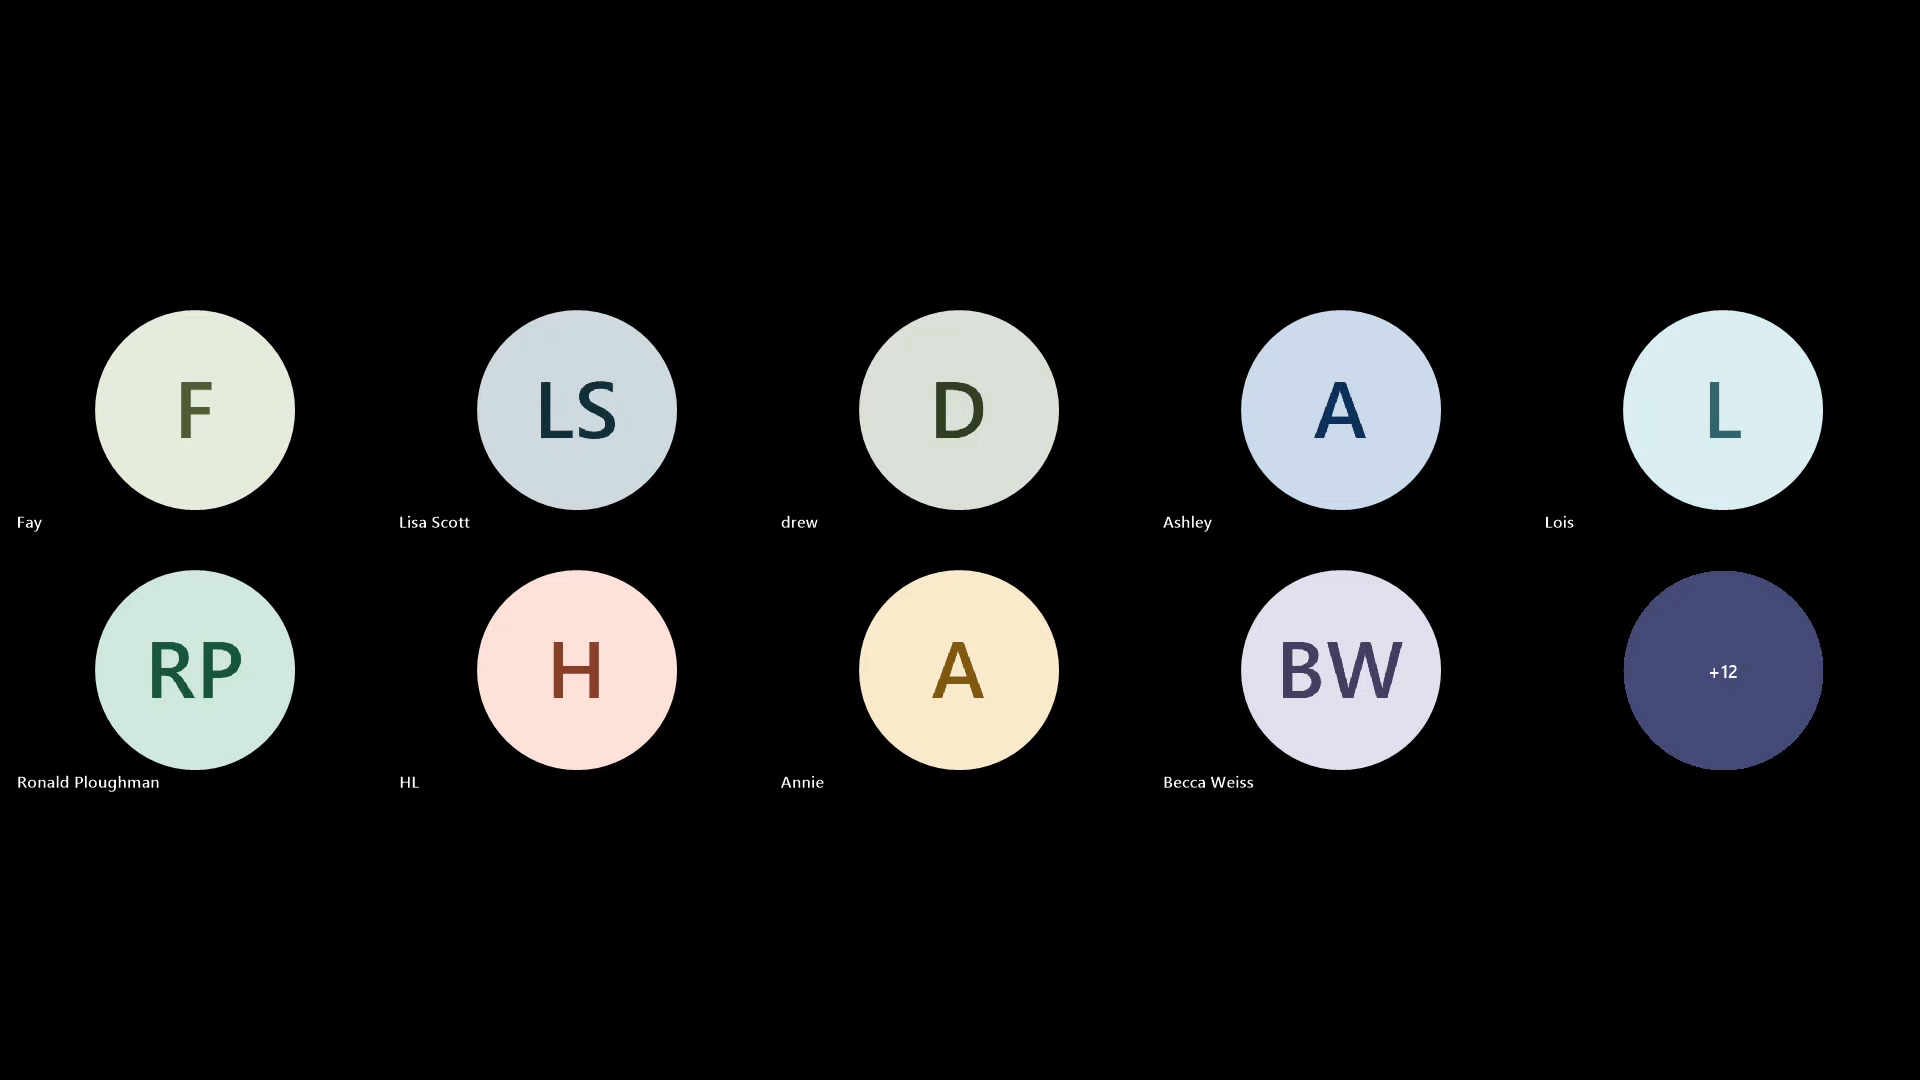 F
LS
D
A
L
Fay
Lisa Scott
drew
Ashley
Lois
RP
H
A
BW
+12
Ronald Ploughman
HL
Annie
Becca Weiss